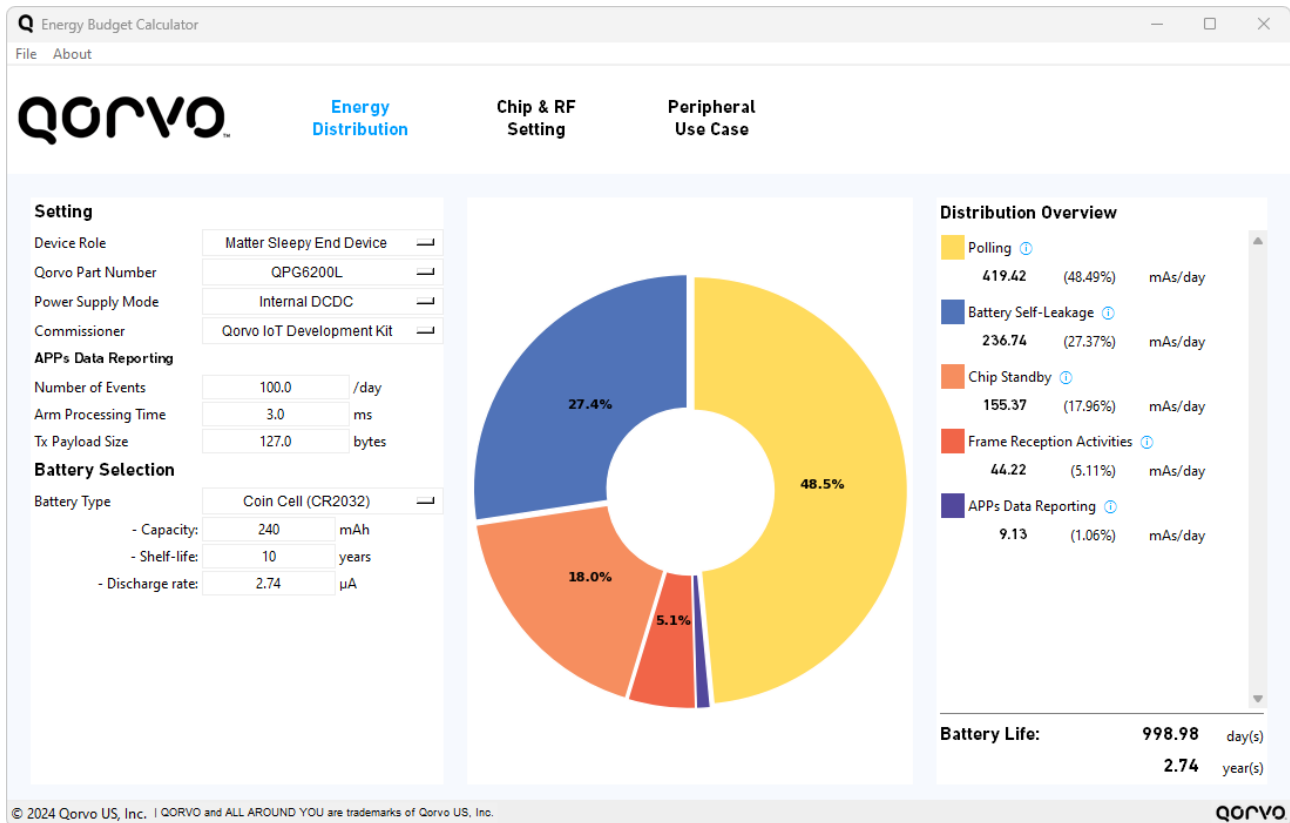 Q Energy Budget Calculator
File About
QORVO™
Energy Distribution
Chip & RF Setting
Peripheral Use Case
Setting
Device Role Matter Sleepy End Device
Qorvo Part Number QPG6200L
Power Supply Mode Internal DCDC
Commissioner Qorvo IoT Development Kit
APPs Data Reporting
Number of Events 100.0 /day
Arm Processing Time 3.0 ms
Tx Payload Size 127.0 bytes
Battery Selection
Battery Type Coin Cell (CR2032)
- Capacity: 240 mAh
- Shelf-life: 10 years
- Discharge rate: 2.74 µA
27.4%
48.5%
18.0%
5.1%
Distribution Overview
Polling ⓘ
419.42 (48.49%) mAs/day
Battery Self-Leakage ⓘ
236.74 (27.37%) mAs/day
Chip Standby ⓘ
155.37 (17.96%) mAs/day
Frame Reception Activities ⓘ
44.22 (5.11%) mAs/day
APPs Data Reporting ⓘ
9.13 (1.06%) mAs/day
Battery Life: 998.98 day(s)
2.74 year(s)
© 2024 Qorvo US, Inc. | QORVO and ALL AROUND YOU are trademarks of Qorvo US, Inc.
QORVO